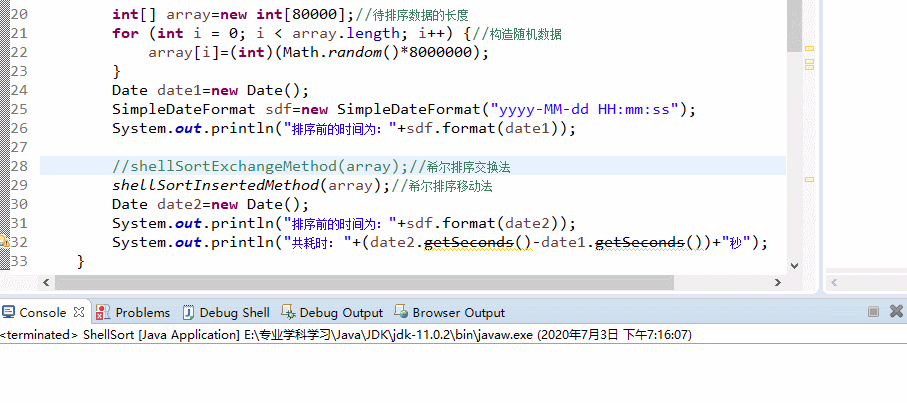 20 int[] array=new int[80000];//待排序数据的长度
21 for (int i = 0; i < array.length; i++) {//构造随机数据
22 array[i]=(int)(Math.random()*8000000);
23 }
24 Date date1=new Date();
25 SimpleDateFormat sdf=new SimpleDateFormat("yyyy-MM-dd HH:mm:ss");
26 System.out.println("排序前的时间为："+sdf.format(date1));
27
28 //shellSortExchangeMethod(array);//希尔排序交换法
29 shellSortInsertedMethod(array);//希尔排序移动法
30 Date date2=new Date();
31 System.out.println("排序前的时间为："+sdf.format(date2));
32 System.out.println("共耗时："+(date2.getSeconds()-date1.getSeconds())+"秒");
33 }
Console Problems Debug Shell Debug Output Browser Output
<terminated> ShellSort [Java Application] E:\专业学科学习\Java\JDK\jdk-11.0.2\bin\javaw.exe (2020年7月3日 下午7:16:07)